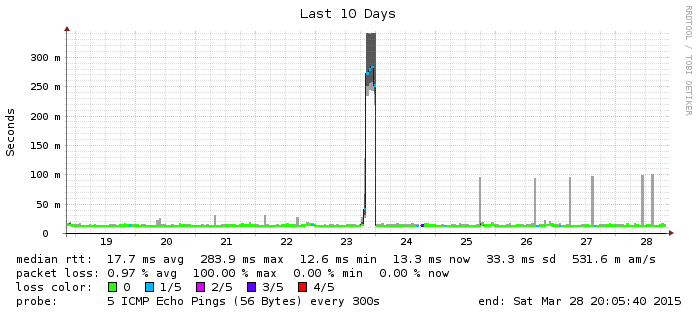 Last 10 Days
RRDTOOL / TOBI OETIKER
Seconds
300 m
250 m
200 m
150 m
100 m
50 m
0
19 20 21 22 23 24 25 26 27 28
median rtt: 17.7 ms avg 283.9 ms max 12.6 ms min 13.3 ms now 33.3 ms sd 531.6 m am/s
packet loss: 0.97 % avg 100.00 % max 0.00 % min 0.00 % now
loss color: 0 1/5 2/5 3/5 4/5
probe: 5 ICMP Echo Pings (56 Bytes) every 300s end: Sat Mar 28 20:05:40 2015